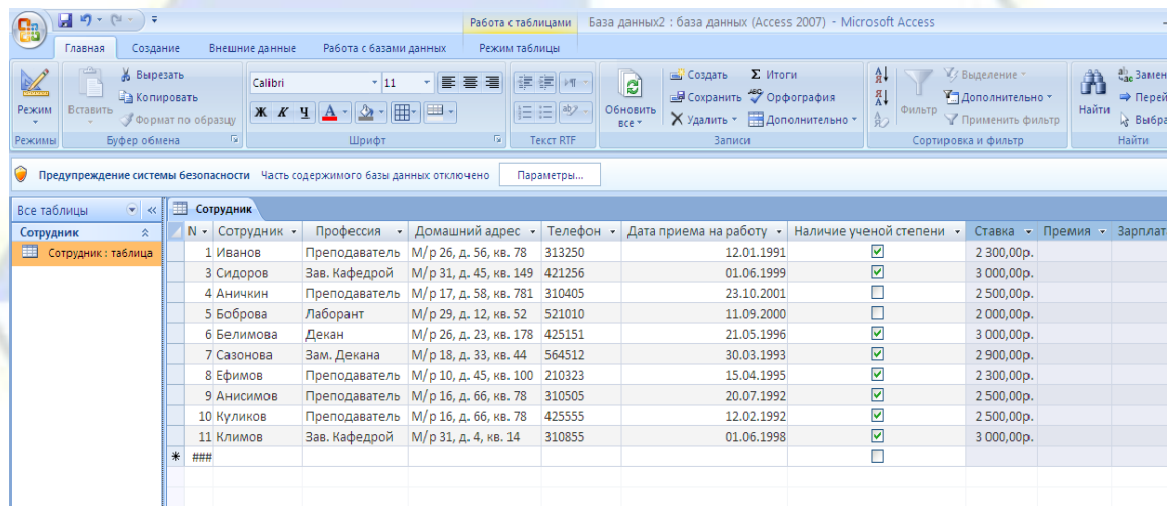 Работа с таблицами База данных2 : база данных (Access 2007) - Microsoft Access
Главная Создание Внешние данные Работа с базами данных Режим таблицы
Режим
Вставить
Вырезать
Копировать
Формат по образцу
Calibri 11
Ж К Ч А
Обновить все
Создать Σ Итоги
Сохранить Орфография
Удалить Дополнительно
Фильтр
Выделение
Дополнительно
Применить фильтр
Найти
Замен
Перей
Выбра
Режимы Буфер обмена Шрифт Текст RTF Записи Сортировка и фильтр Найти
Предупреждение системы безопасности Часть содержимого базы данных отключено Параметры...
Все таблицы
Сотрудник
Сотрудник : таблица
Сотрудник
N Сотрудник Профессия Домашний адрес Телефон Дата приема на работу Наличие ученой степени Ставка Премия Зарплат
1 Иванов Преподаватель М/р 26, д. 56, кв. 78 313250 12.01.1991 2 300,00р.
3 Сидоров Зав. Кафедрой М/р 31, д. 45, кв. 149 421256 01.06.1999 3 000,00р.
4 Аничкин Преподаватель М/р 17, д. 58, кв. 781 310405 23.10.2001 2 500,00р.
5 Боброва Лаборант М/р 29, д. 12, кв. 52 521010 11.09.2000 2 000,00р.
6 Белимова Декан М/р 26, д. 23, кв. 178 425151 21.05.1996 3 000,00р.
7 Сазонова Зам. Декана М/р 18, д. 33, кв. 44 564512 30.03.1993 2 900,00р.
8 Ефимов Преподаватель М/р 10, д. 45, кв. 100 210323 15.04.1995 2 300,00р.
9 Анисимов Преподаватель М/р 16, д. 66, кв. 78 310505 20.07.1992 2 500,00р.
10 Куликов Преподаватель М/р 16, д. 66, кв. 78 425555 12.02.1992 2 500,00р.
11 Климов Зав. Кафедрой М/р 31, д. 4, кв. 14 310855 01.06.1998 3 000,00р.
* ###